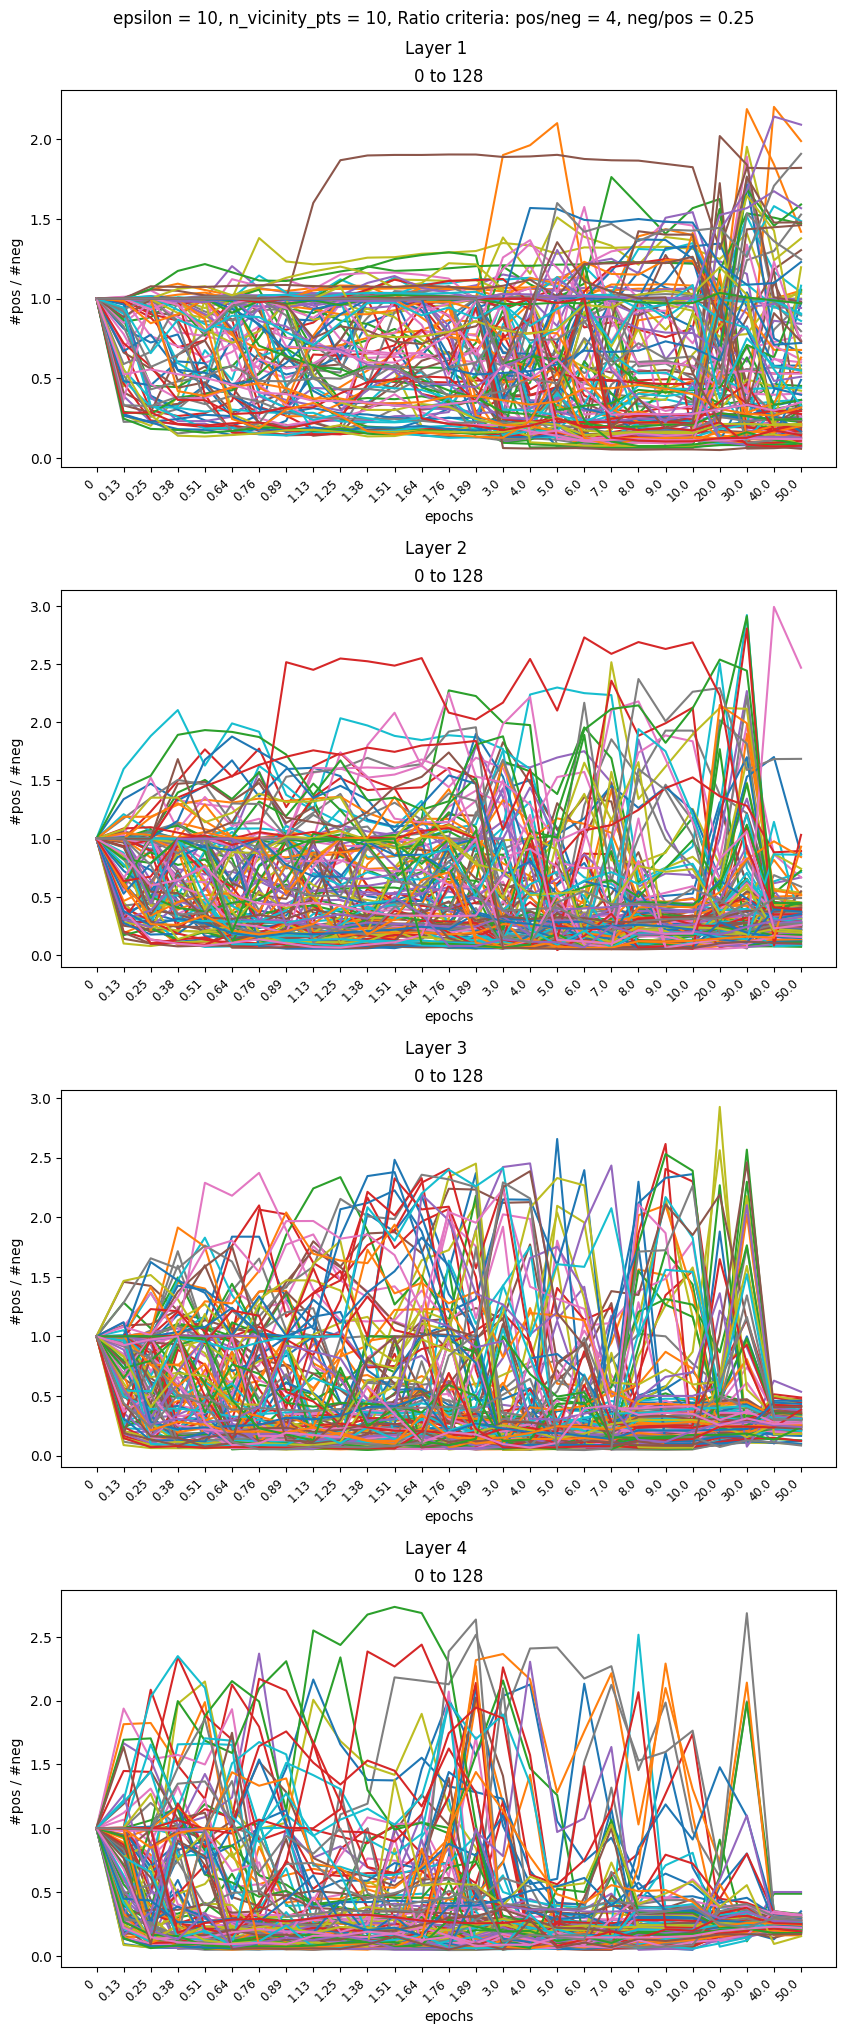 epsilon = 10, n_vicinity_pts = 10, Ratio criteria: pos/neg = 4, neg/pos = 0.25
Layer 1
0 to 128
2.0
1.5
1.0
0.5
0.0
#pos / #neg
0 0.13 0.25 0.38 0.51 0.64 0.76 0.89 1.13 1.25 1.38 1.51 1.64 1.76 1.89 3.0 4.0 5.0 6.0 7.0 8.0 9.0 10.0 20.0 30.0 40.0 50.0
epochs
Layer 2
0 to 128
3.0
2.5
2.0
1.5
1.0
0.5
0.0
#pos / #neg
0 0.13 0.25 0.38 0.51 0.64 0.76 0.89 1.13 1.25 1.38 1.51 1.64 1.76 1.89 3.0 4.0 5.0 6.0 7.0 8.0 9.0 10.0 20.0 30.0 40.0 50.0
epochs
Layer 3
0 to 128
3.0
2.5
2.0
1.5
1.0
0.5
0.0
#pos / #neg
0 0.13 0.25 0.38 0.51 0.64 0.76 0.89 1.13 1.25 1.38 1.51 1.64 1.76 1.89 3.0 4.0 5.0 6.0 7.0 8.0 9.0 10.0 20.0 30.0 40.0 50.0
epochs
Layer 4
0 to 128
2.5
2.0
1.5
1.0
0.5
0.0
#pos / #neg
0 0.13 0.25 0.38 0.51 0.64 0.76 0.89 1.13 1.25 1.38 1.51 1.64 1.76 1.89 3.0 4.0 5.0 6.0 7.0 8.0 9.0 10.0 20.0 30.0 40.0 50.0
epochs